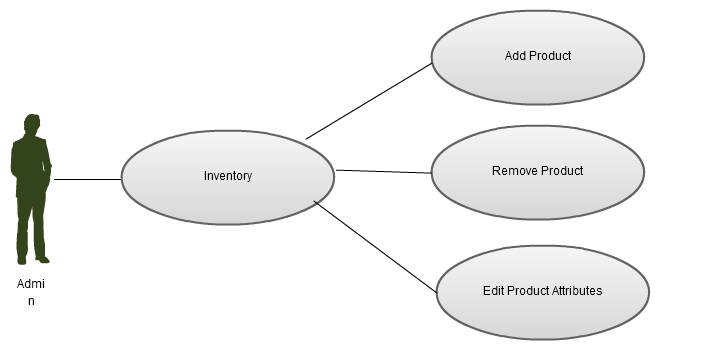 Add Product
Remove Product
Inventory
Admi
n
Edit Product Attributes